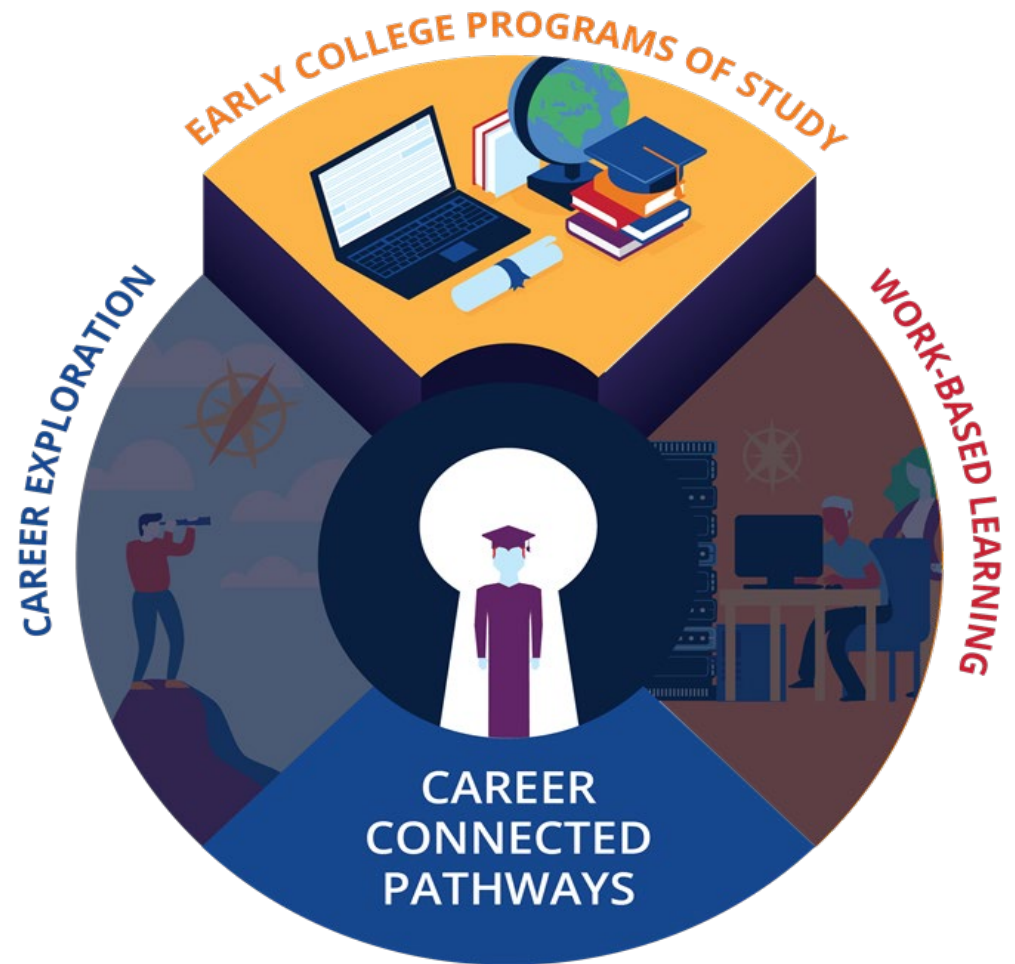 EARLY COLLEGE PROGRAMS OF STUDY
CAREER EXPLORATION
WORK-BASED LEARNING
CAREER
CONNECTED
PATHWAYS